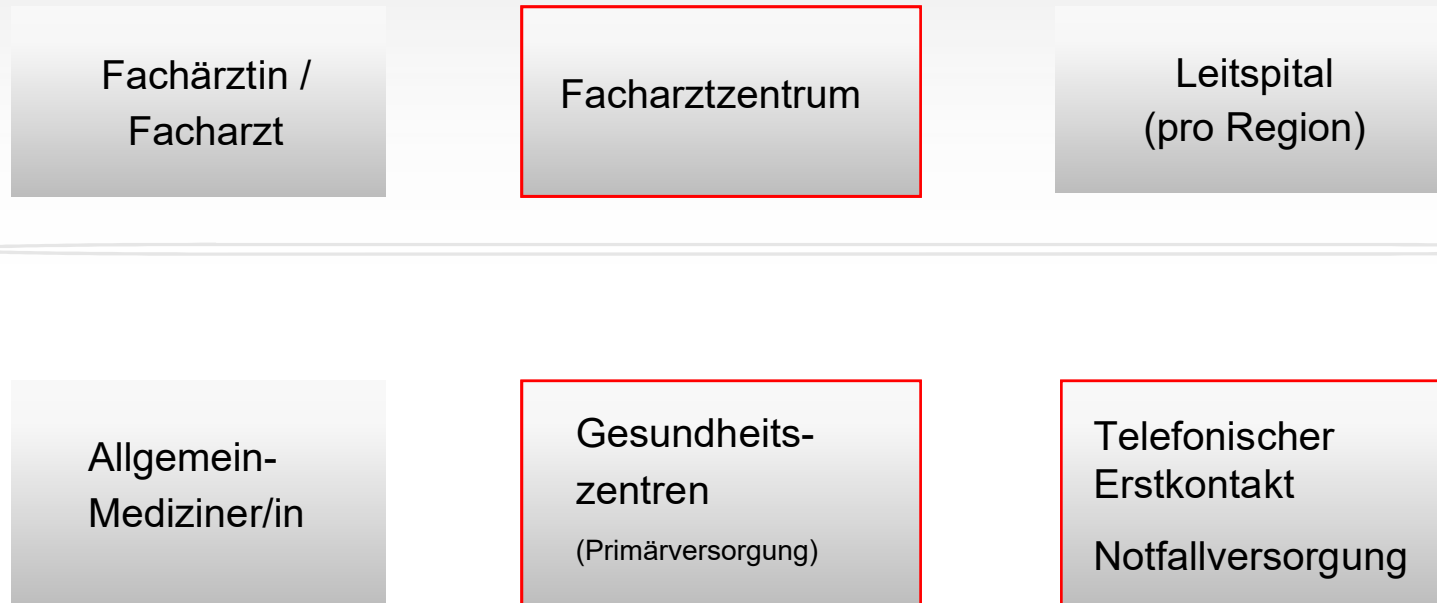 Fachärztin /
Facharzt
Facharztzentrum
Leitspital
(pro Region)
Allgemein-
Mediziner/in
Gesundheits-
zentren
(Primärversorgung)
Telefonischer
Erstkontakt
Notfallversorgung